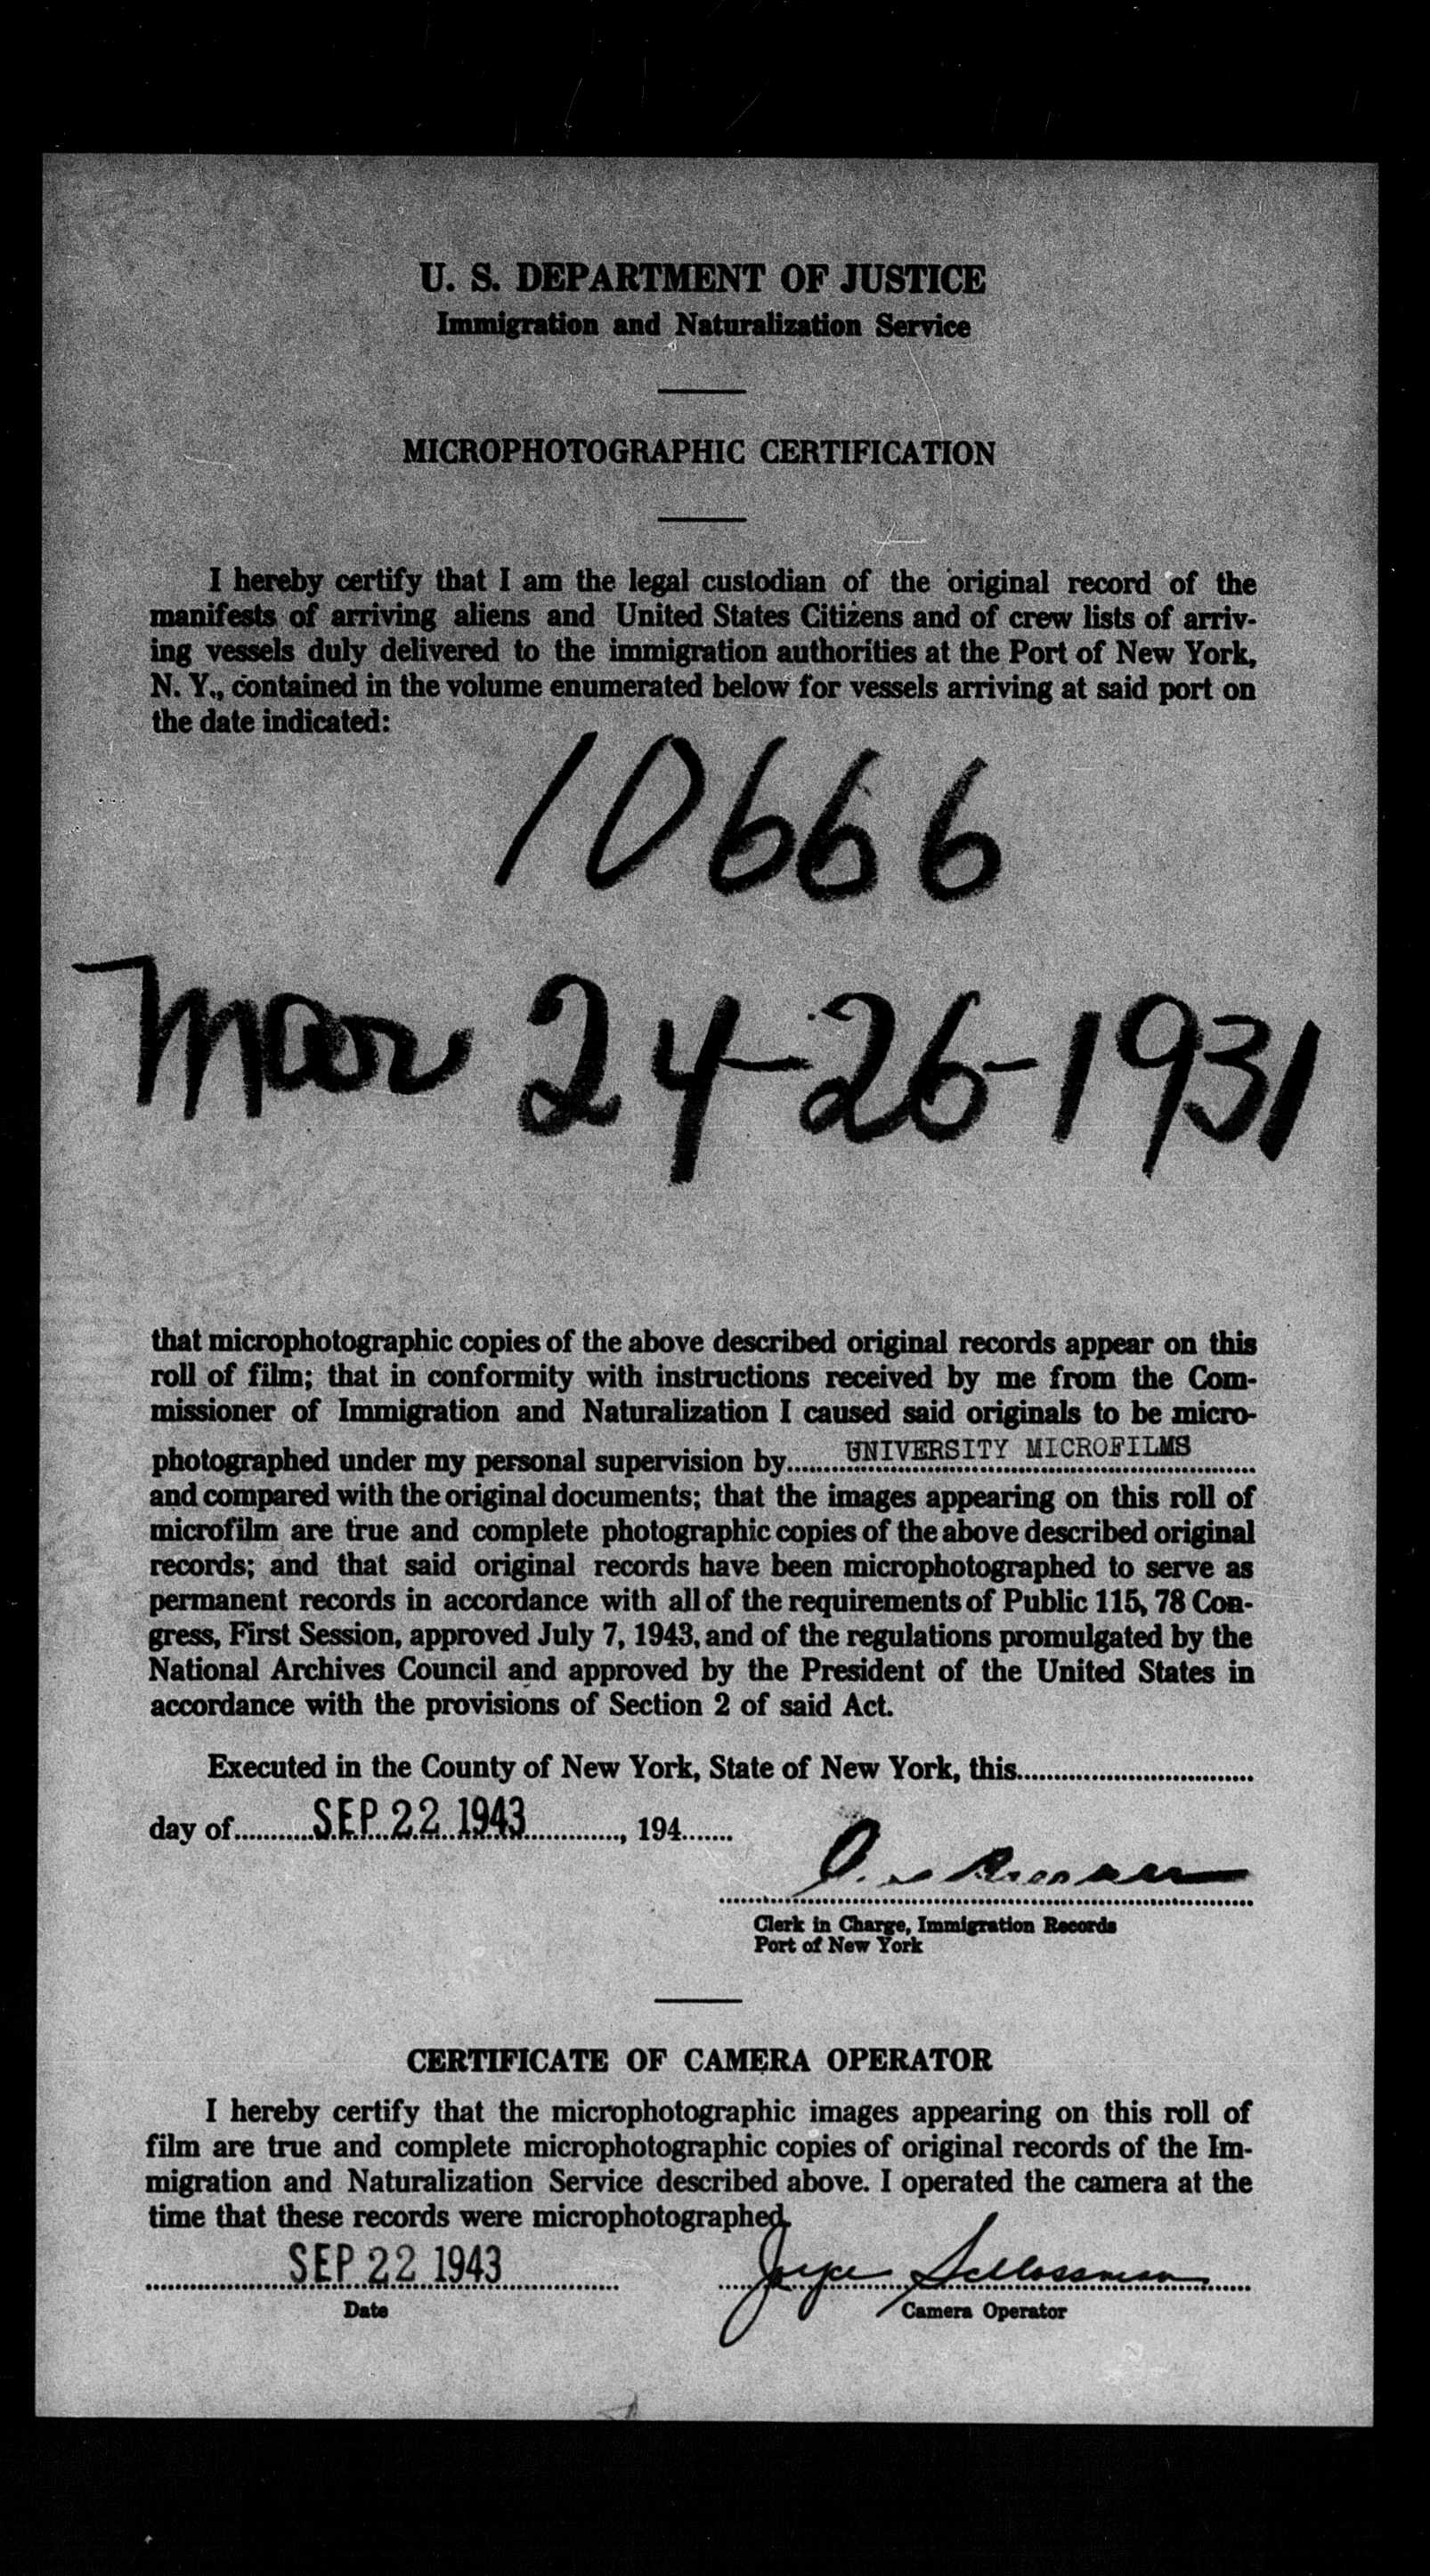 U. S. DEPARTMENT OF JUSTICE
Immigration and Naturalization Service
MICROPHOTOGRAPHIC CERTIFICATION
I hereby certify that I am the legal custodian of the original record of the
manifests of arriving aliens and United States Citizens and of crew lists of arriv-
ing vessels duly delivered to the immigration authorities at the Port of New York,
N. Y., contained in the volume enumerated below for vessels arriving at said port on
the date indicated:
10666
Mar 24-26-1931
that microphotographic copies of the above described original records appear on this
roll of film; that in conformity with instructions received by me from the Com-
missioner of Immigration and Naturalization I caused said originals to be micro-
photographed under my personal supervision by UNIVERSITY MICROFILMS
and compared with the original documents; that the images appearing on this roll of
microfilm are true and complete photographic copies of the above described original
records; and that said original records have been microphotographed to serve as
permanent records in accordance with all of the requirements of Public 115, 78 Con-
gress, First Session, approved July 7, 1943, and of the regulations promulgated by the
National Archives Council and approved by the President of the United States in
accordance with the provisions of Section 2 of said Act.
Executed in the County of New York, State of New York, this
day of SEP 22 1943, 194
Clerk in Charge, Immigration Records
Port of New York
CERTIFICATE OF CAMERA OPERATOR
I hereby certify that the microphotographic images appearing on this roll of
film are true and complete microphotographic copies of original records of the Im-
migration and Naturalization Service described above. I operated the camera at the
time that these records were microphotographed.
SEP 22 1943 Joyce Schlossman
Date Camera Operator